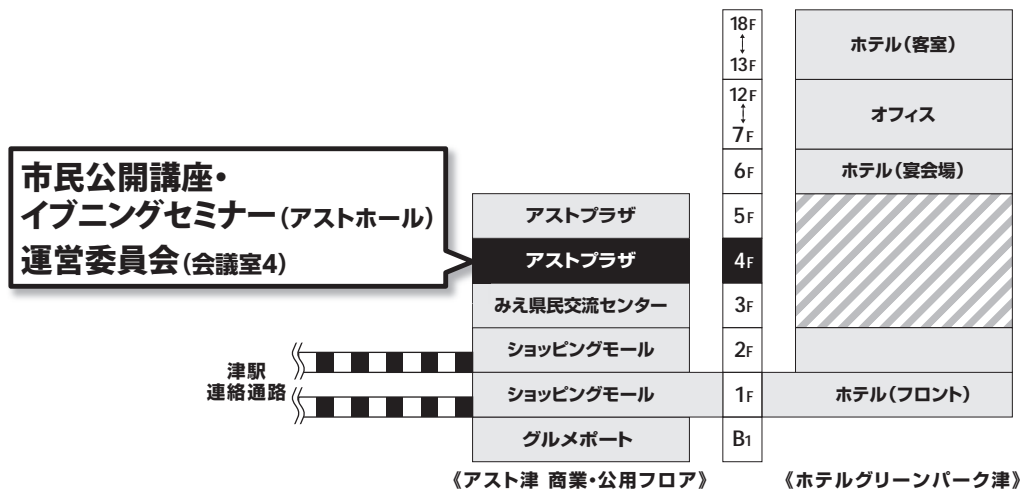 18F
↕
13F
ホテル(客室)
12F
↕
7F
オフィス
市民公開講座・
イブニングセミナー(アストホール)
運営委員会(会議室4)
6F
ホテル(宴会場)
アストプラザ
5F
アストプラザ
4F
みえ県民交流センター
3F
ショッピングモール
2F
津駅
連絡通路
ショッピングモール
1F
ホテル(フロント)
グルメポート
B1
《アスト津 商業・公用フロア》
《ホテルグリーンパーク津》